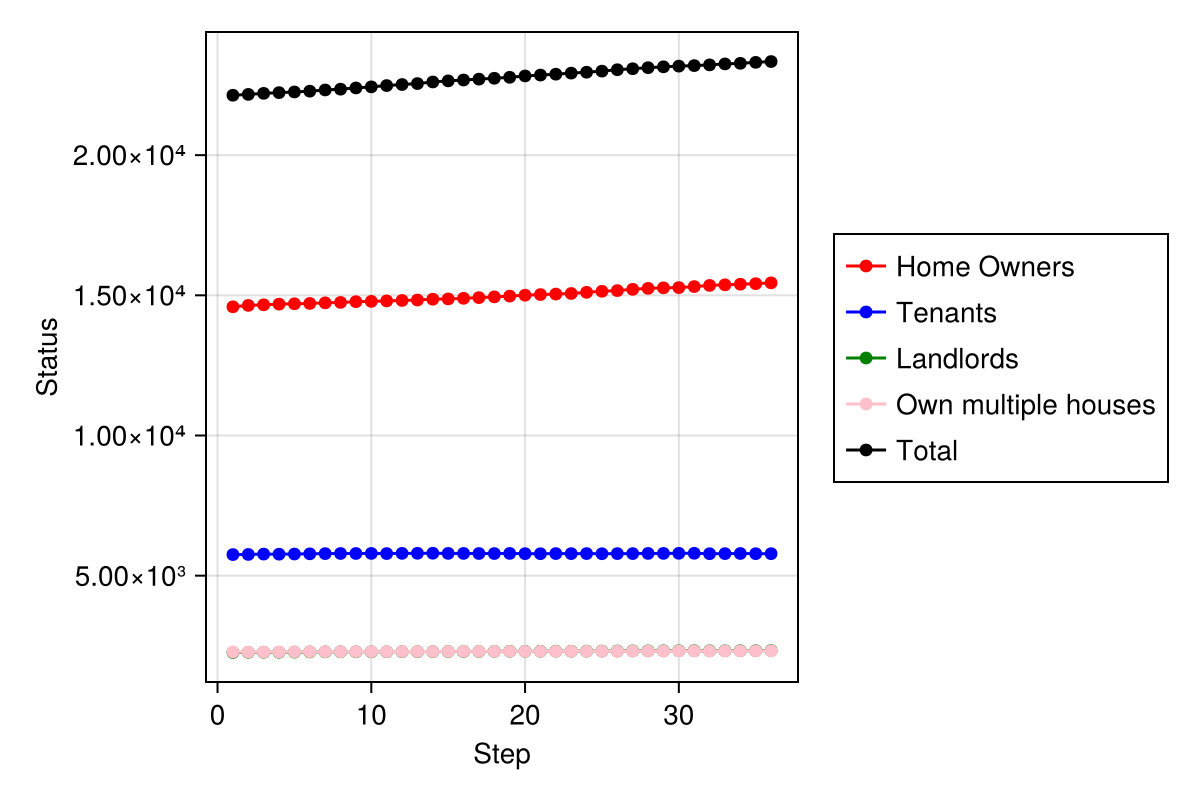 2.00×10⁴
1.50×10⁴
1.00×10⁴
5.00×10³
Status
0 10 20 30
Step
Home Owners
Tenants
Landlords
Own multiple houses
Total